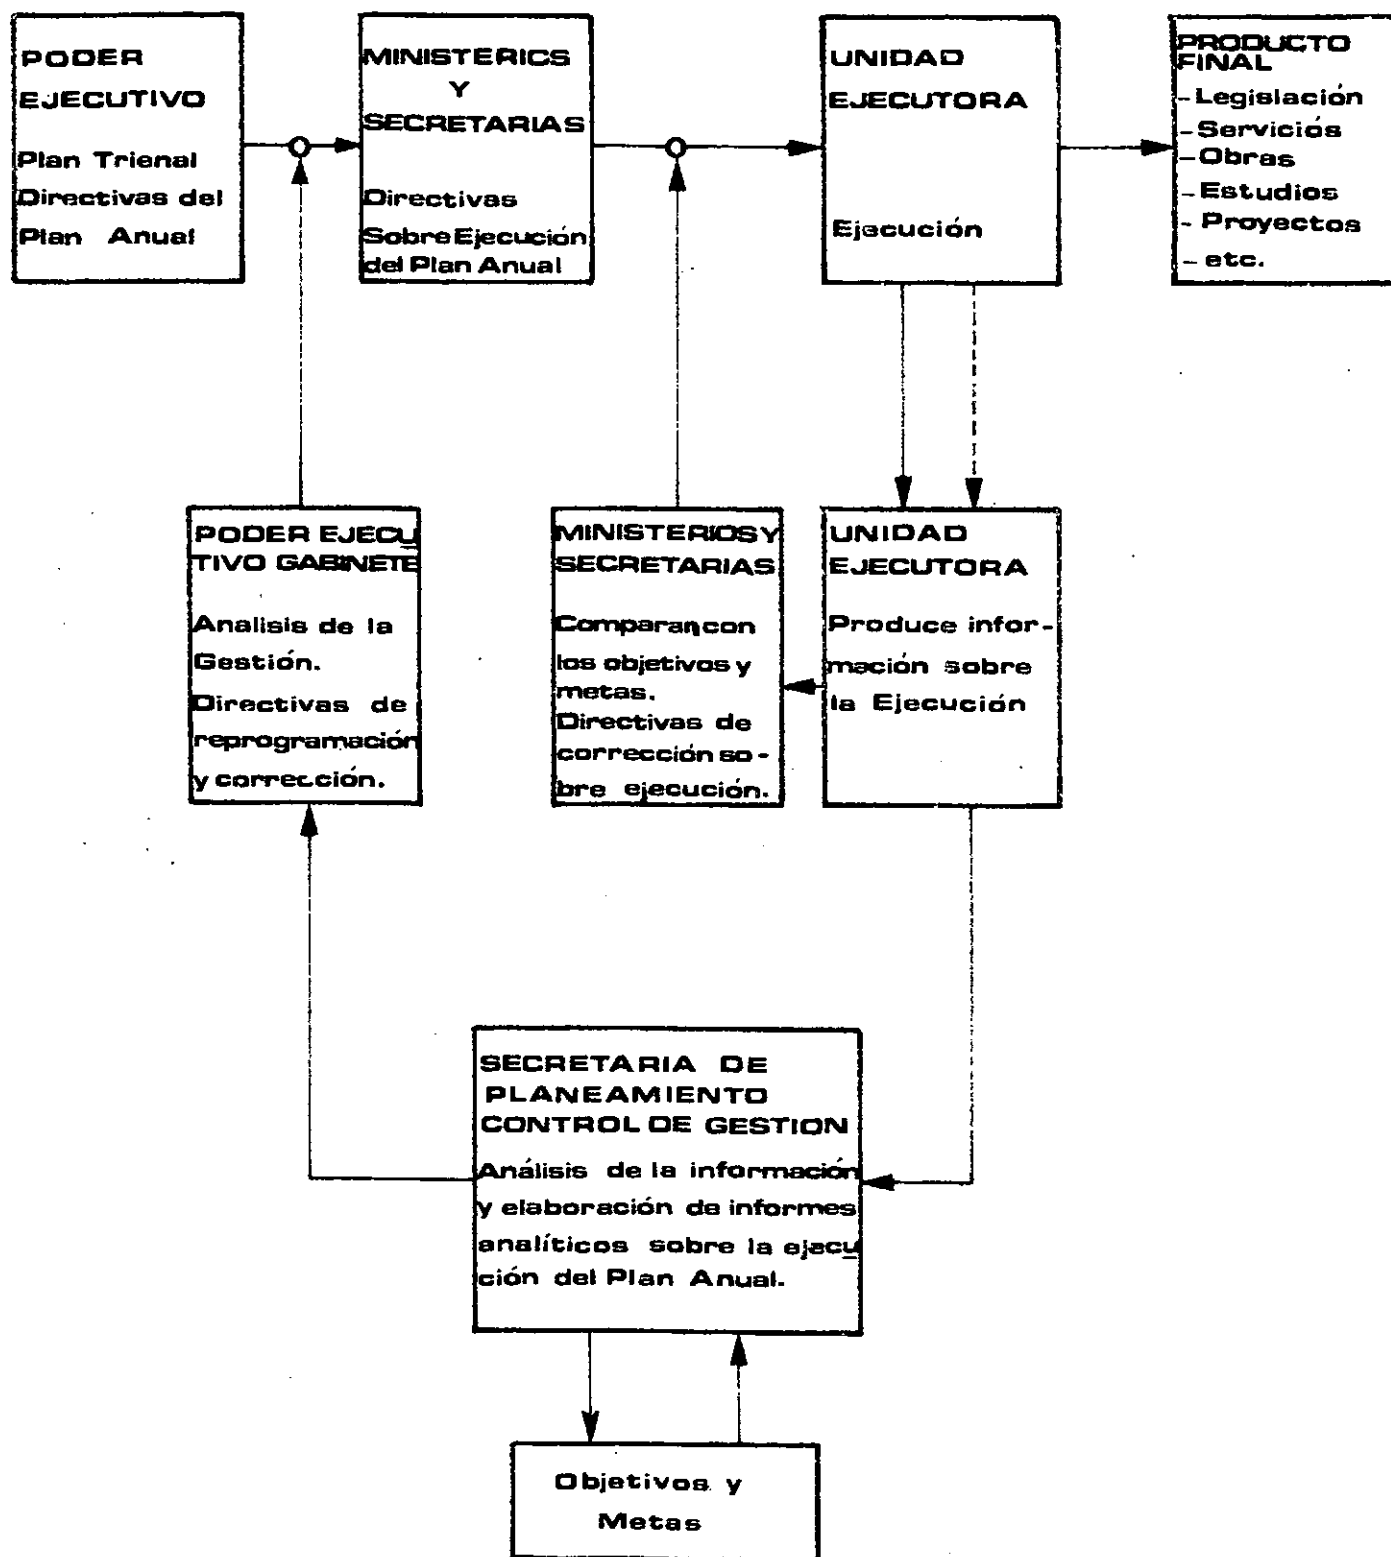 PODER
EJECUTIVO
Plan Trienal
Directivas del
Plan Anual
MINISTERICS
Y
SECRETARIAS
Directivas
Sobre Ejecución
del Plan Anual
UNIDAD
EJECUTORA
Ejecución
PRODUCTO
FINAL
- Legislación
- Serviciós
- Obras
- Estudios
- Proyectos
- etc.
PODER EJECU
TIVO GABINETE
Analisis de la
Gestión.
Directivas de
reprogramación
y corrección.
MINISTERIOS Y
SECRETARIAS
Comparan con
los objetivos y
metas.
Directivas de
corrección so-
bre ejecución.
UNIDAD
EJECUTORA
Produce infor-
mación sobre
la Ejecución
SECRETARIA DE
PLANEAMIENTO
CONTROL DE GESTION
Análisis de la información
y elaboración de informes
analíticos sobre la ejecu
ción del Plan Anual.
Objetivos y
Metas